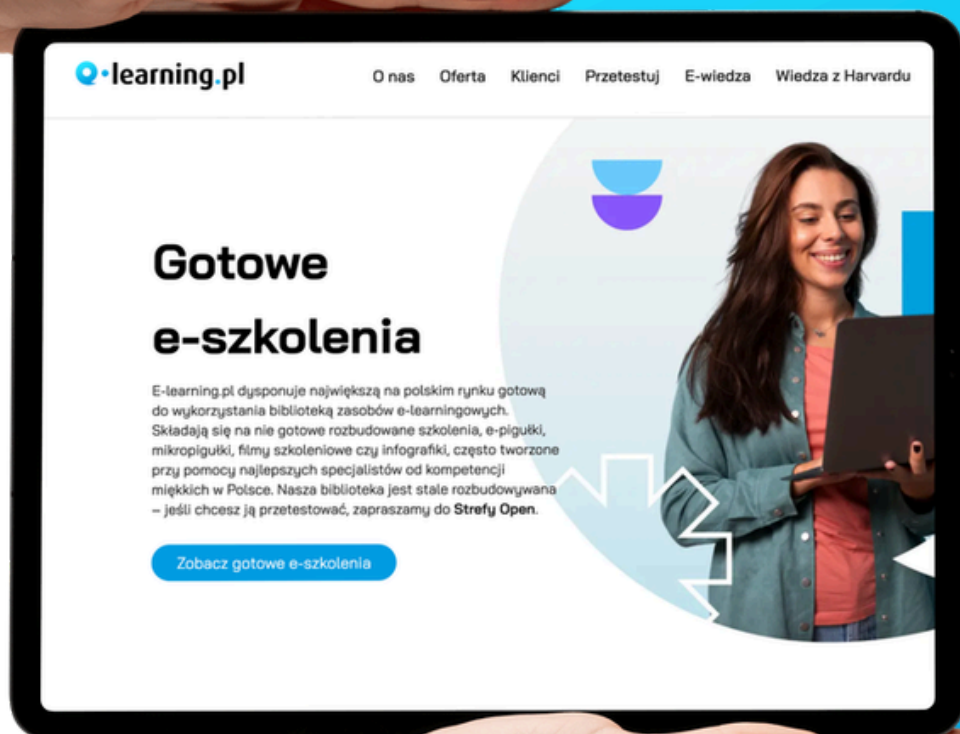 e-learning.pl
O nas Oferta Klienci Przetestuj E-wiedza Wiedza z Harvardu
Gotowe
e-szkolenia
E-learning.pl dysponuje największą na polskim rynku gotową
do wykorzystania biblioteką zasobów e-learningowych.
Składają się na nie gotowe rozbudowane szkolenia, e-pigułki,
mikropigułki, filmy szkoleniowe czy infografiki, często tworzone
przy pomocy najlepszych specjalistów od kompetencji
miękkich w Polsce. Nasza biblioteka jest stale rozbudowywana
– jeśli chcesz ją przetestować, zapraszamy do Strefy Open.
Zobacz gotowe e-szkolenia